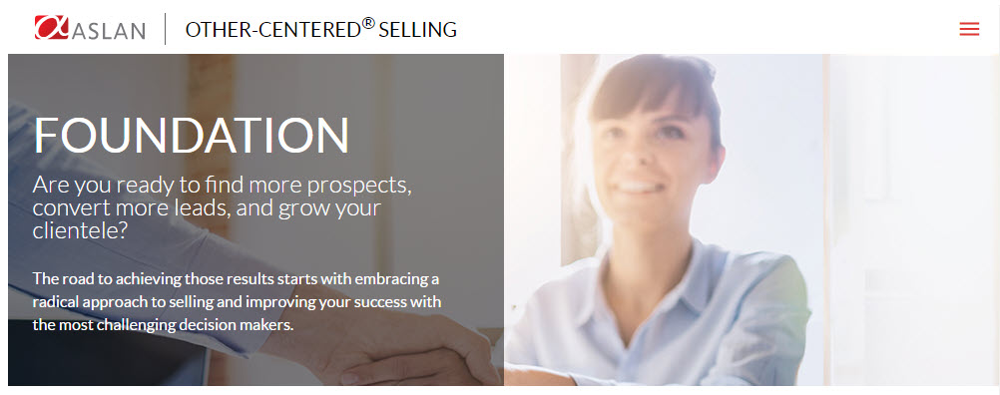 ASLAN
OTHER-CENTERED® SELLING
FOUNDATION
Are you ready to find more prospects,
convert more leads, and grow your
clientele?
The road to achieving those results starts with embracing a
radical approach to selling and improving your success with
the most challenging decision makers.